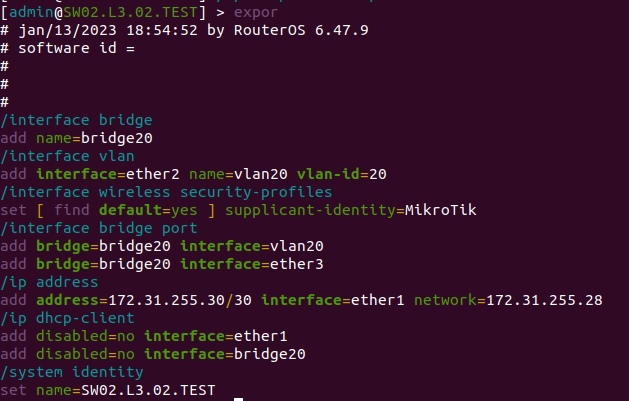 [admin@SW02.L3.02.TEST] > expor
# jan/13/2023 18:54:52 by RouterOS 6.47.9
# software id =
#
#
#
/interface bridge
add name=bridge20
/interface vlan
add interface=ether2 name=vlan20 vlan-id=20
/interface wireless security-profiles
set [ find default=yes ] supplicant-identity=MikroTik
/interface bridge port
add bridge=bridge20 interface=vlan20
add bridge=bridge20 interface=ether3
/ip address
add address=172.31.255.30/30 interface=ether1 network=172.31.255.28
/ip dhcp-client
add disabled=no interface=ether1
add disabled=no interface=bridge20
/system identity
set name=SW02.L3.02.TEST